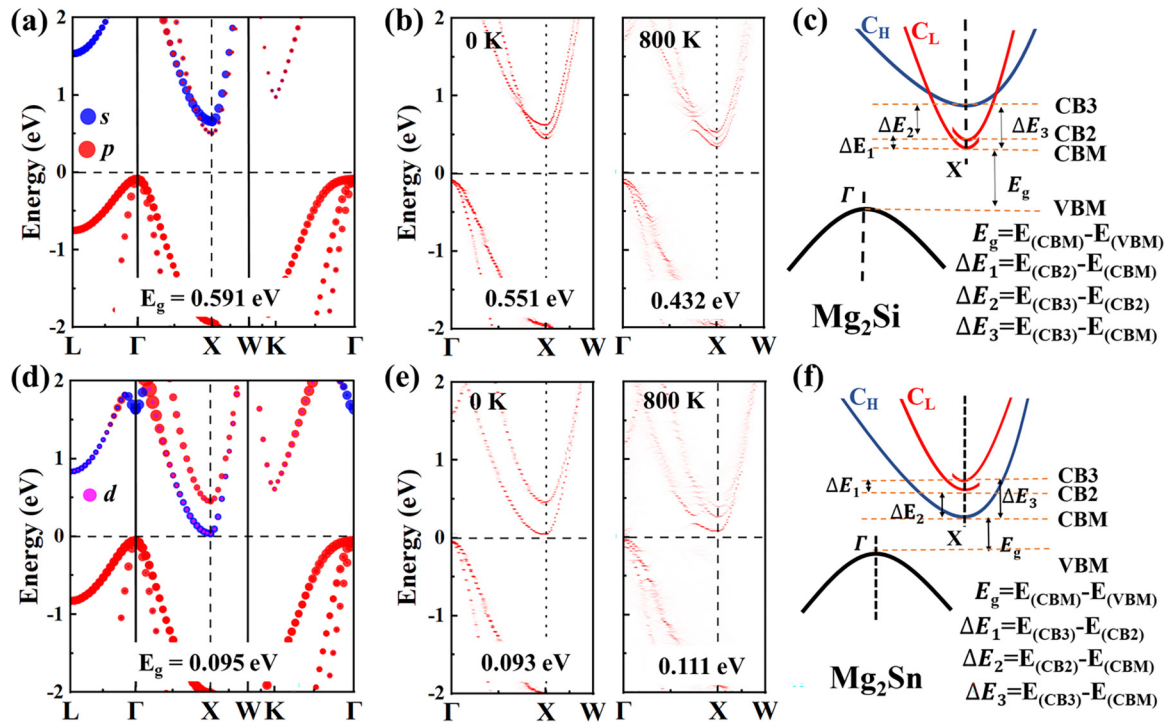 (a)
2
1
0
-1
-2
Energy (eV)
s
p
E_g = 0.591 eV
L Γ X W K Γ
(b)
2
1
0
-1
-2
Energy (eV)
0 K
0.551 eV
Γ X W
800 K
0.432 eV
Γ X W
(c)
C_H
C_L
CB3
ΔE_2
ΔE_3
CB2
ΔE_1
CBM
X
E_g
Γ
VBM
E_g=E_(CBM)-E_(VBM)
ΔE_1=E_(CB2)-E_(CBM)
ΔE_2=E_(CB3)-E_(CB2)
ΔE_3=E_(CB3)-E_(CBM)
Mg₂Si
(d)
2
1
0
-1
-2
Energy (eV)
d
E_g = 0.095 eV
L Γ X W K Γ
(e)
2
1
0
-1
-2
Energy (eV)
0 K
0.093 eV
Γ X W
800 K
0.111 eV
Γ X W
(f)
C_H
C_L
CB3
ΔE_1
CB2
ΔE_3
ΔE_2
CBM
X
Γ
E_g
VBM
E_g=E_(CBM)-E_(VBM)
ΔE_1=E_(CB3)-E_(CB2)
ΔE_2=E_(CB2)-E_(CBM)
ΔE_3=E_(CB3)-E_(CBM)
Mg₂Sn